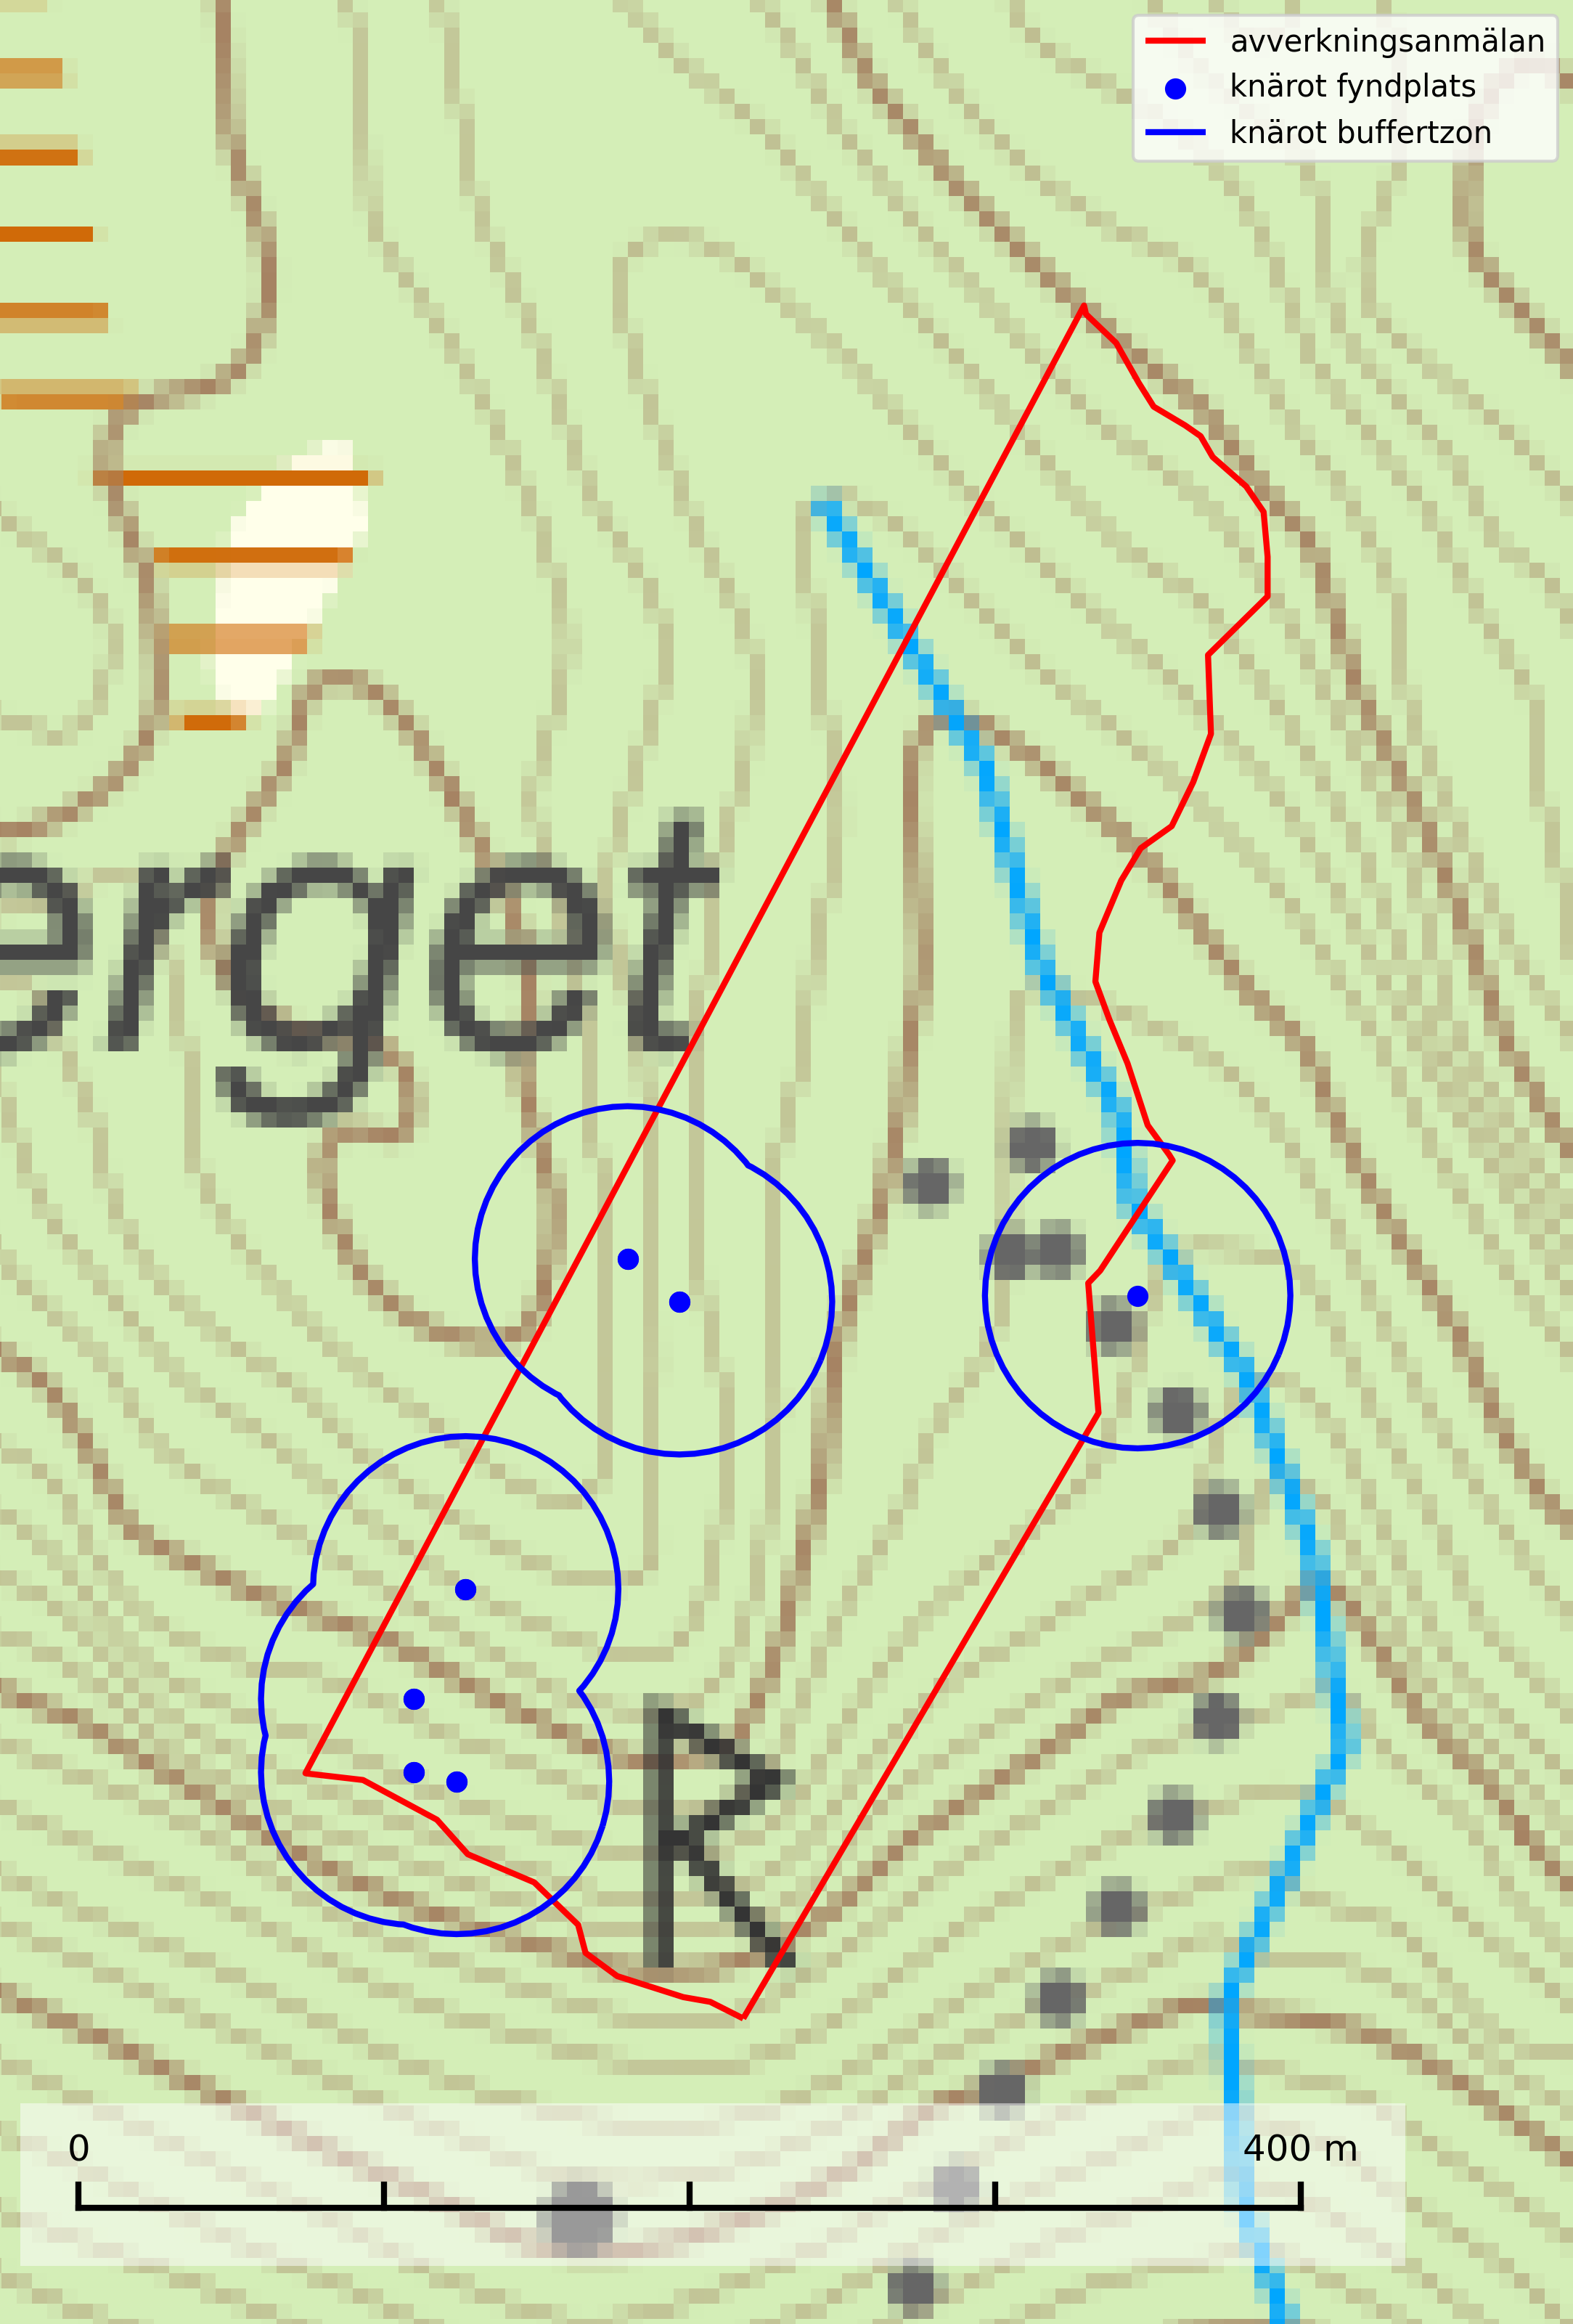 avverkningsanmälan
knärot fyndplats
knärot buffertzon
erget
R
0 400 m